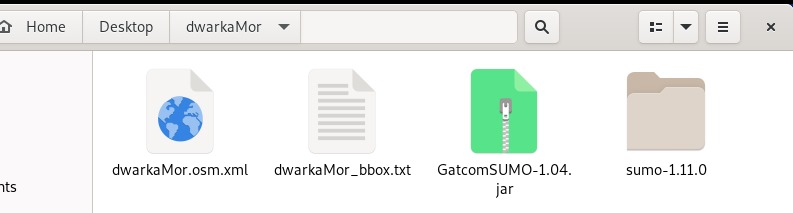 Home Desktop dwarkaMor
dwarkaMor.osm.xml dwarkaMor_bbox.txt GatcomSUMO-1.04. sumo-1.11.0
jar
nts